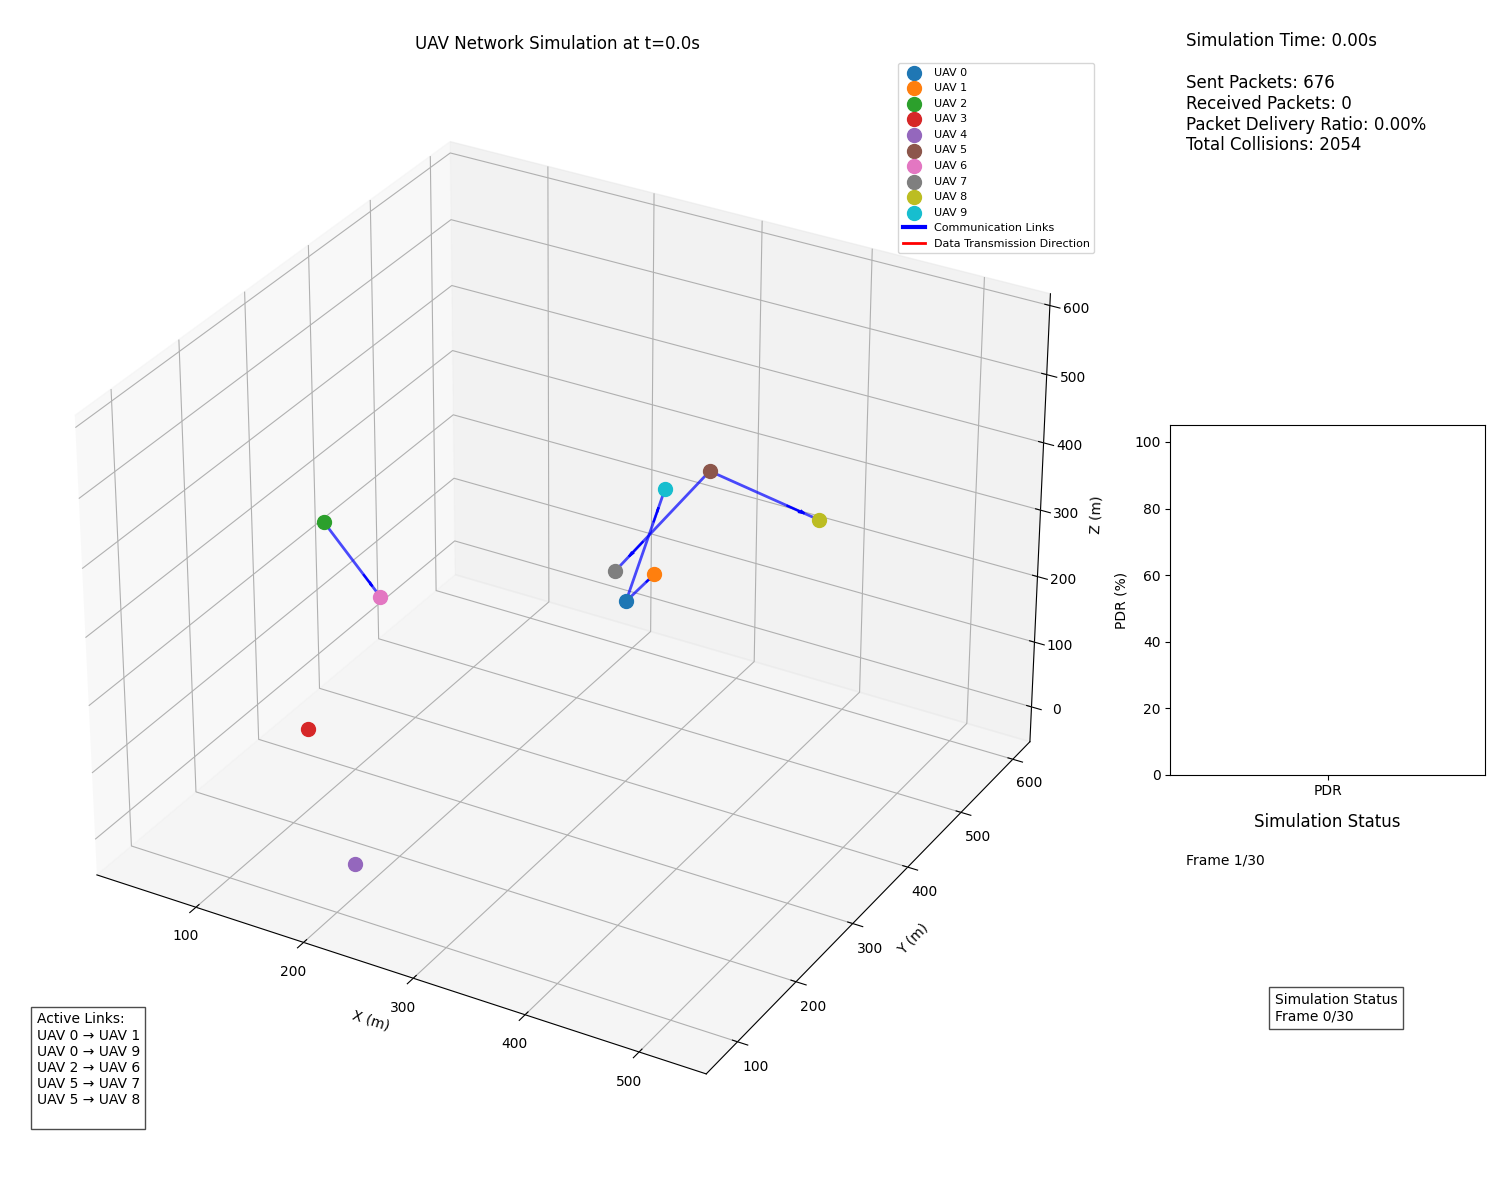 UAV Network Simulation at t=0.0s
UAV 0
UAV 1
UAV 2
UAV 3
UAV 4
UAV 5
UAV 6
UAV 7
UAV 8
UAV 9
Communication Links
Data Transmission Direction
Simulation Time: 0.00s
Sent Packets: 676
Received Packets: 0
Packet Delivery Ratio: 0.00%
Total Collisions: 2054
600
500
400
300
200
100
0
Z (m)
600
500
400
300
200
100
Y (m)
100
200
300
400
500
X (m)
100
80
60
40
20
0
PDR (%)
PDR
Simulation Status
Frame 1/30
Simulation Status
Frame 0/30
Active Links:
UAV 0 → UAV 1
UAV 0 → UAV 9
UAV 2 → UAV 6
UAV 5 → UAV 7
UAV 5 → UAV 8